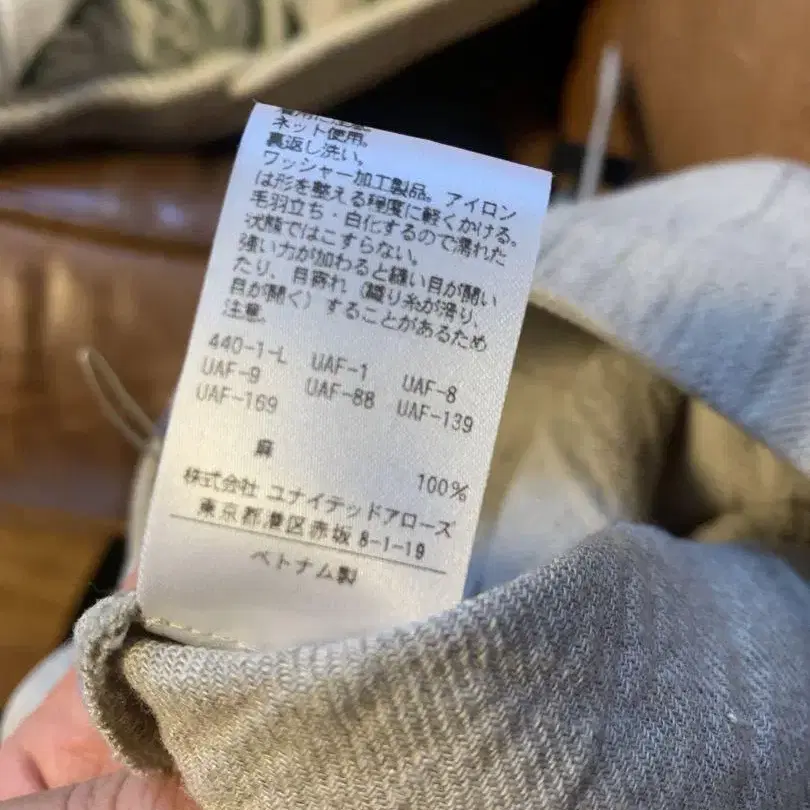 ネット使用。
裏返し洗い。
ワッシャー加工製品。アイロン
は形を整える程度に軽くかける。
毛羽立ち・白化するので濡れた
状態ではこすらない。
強い力が加わると縫い目が開い
たり、目寄れ（織り糸が滑り、
目が開く）することがあるため
注意。
440-1-L UAF-1 UAF-8
UAF-9 UAF-88 UAF-139
UAF-169
麻 100%
株式会社 ユナイテッドアローズ
東京都港区赤坂 8-1-19
ベトナム製